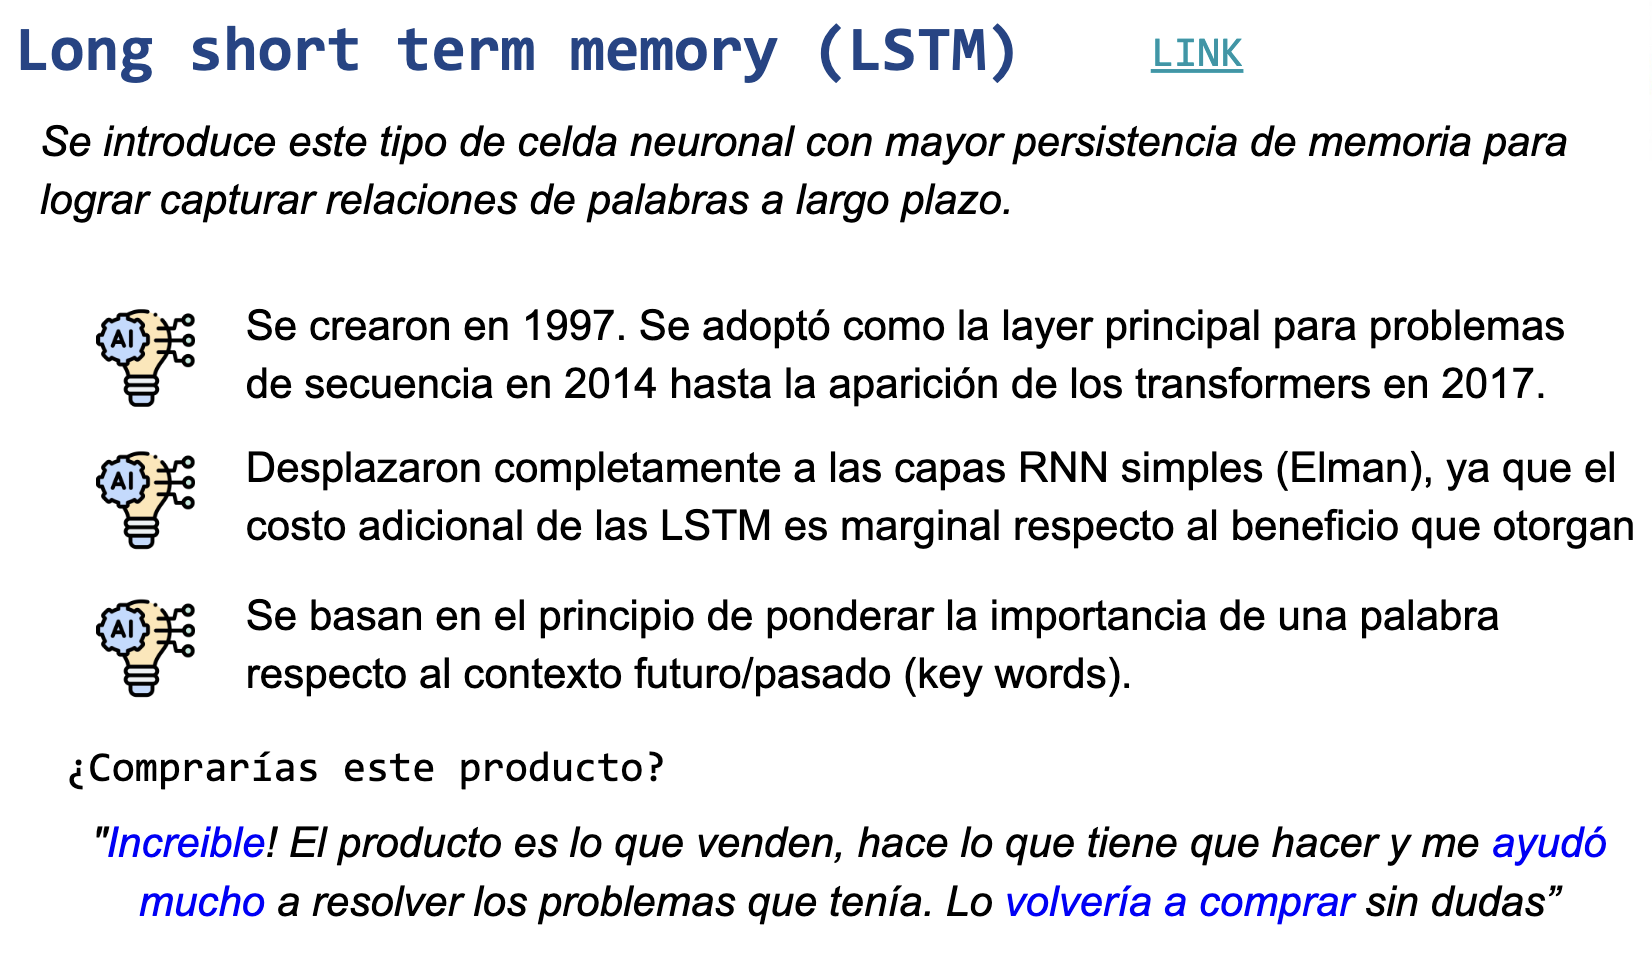 Long short term memory (LSTM) LINK
Se introduce este tipo de celda neuronal con mayor persistencia de memoria para
lograr capturar relaciones de palabras a largo plazo.
AI
Se crearon en 1997. Se adoptó como la layer principal para problemas
de secuencia en 2014 hasta la aparición de los transformers en 2017.
AI
Desplazaron completamente a las capas RNN simples (Elman), ya que el
costo adicional de las LSTM es marginal respecto al beneficio que otorgan
AI
Se basan en el principio de ponderar la importancia de una palabra
respecto al contexto futuro/pasado (key words).
¿Comprarías este producto?
"Increible! El producto es lo que venden, hace lo que tiene que hacer y me ayudó
mucho a resolver los problemas que tenía. Lo volvería a comprar sin dudas”